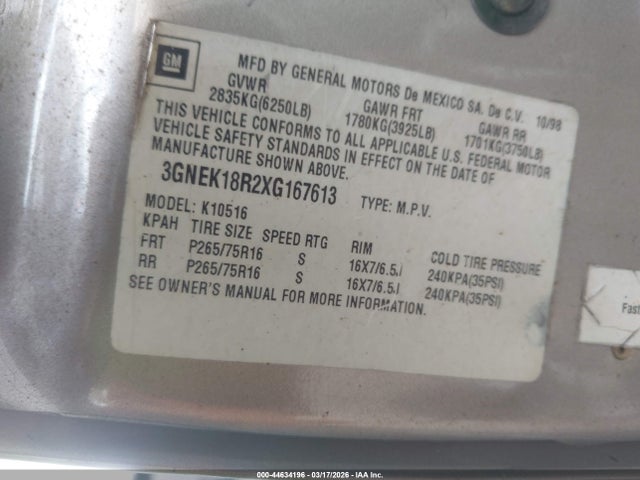 GM
MFD BY GENERAL MOTORS De MEXICO SA. De C.V. 10/98
GVWR GAWR FRT GAWR RR
2835KG(6250LB) 1780KG(3925LB) 1701KG(3750LB)
THIS VEHICLE CONFORMS TO ALL APPLICABLE U.S. FEDERAL MOTOR
VEHICLE SAFETY STANDARDS IN EFFECT ON THE DATE OF
MANUFACTURE SHOWN ABOVE.
3GNEK18R2XG167613 TYPE: M.P.V.
MODEL: K10516
KPAH TIRE SIZE SPEED RTG RIM COLD TIRE PRESSURE
FRT P265/75R16 S 16X7/6.5J 240KPA(35PSI)
RR P265/75R16 S 16X7/6.5J 240KPA(35PSI)
SEE OWNER'S MANUAL FOR MORE INFORMATION.
Fast
000-44634196 — 03/17/2026 — IAA Inc.